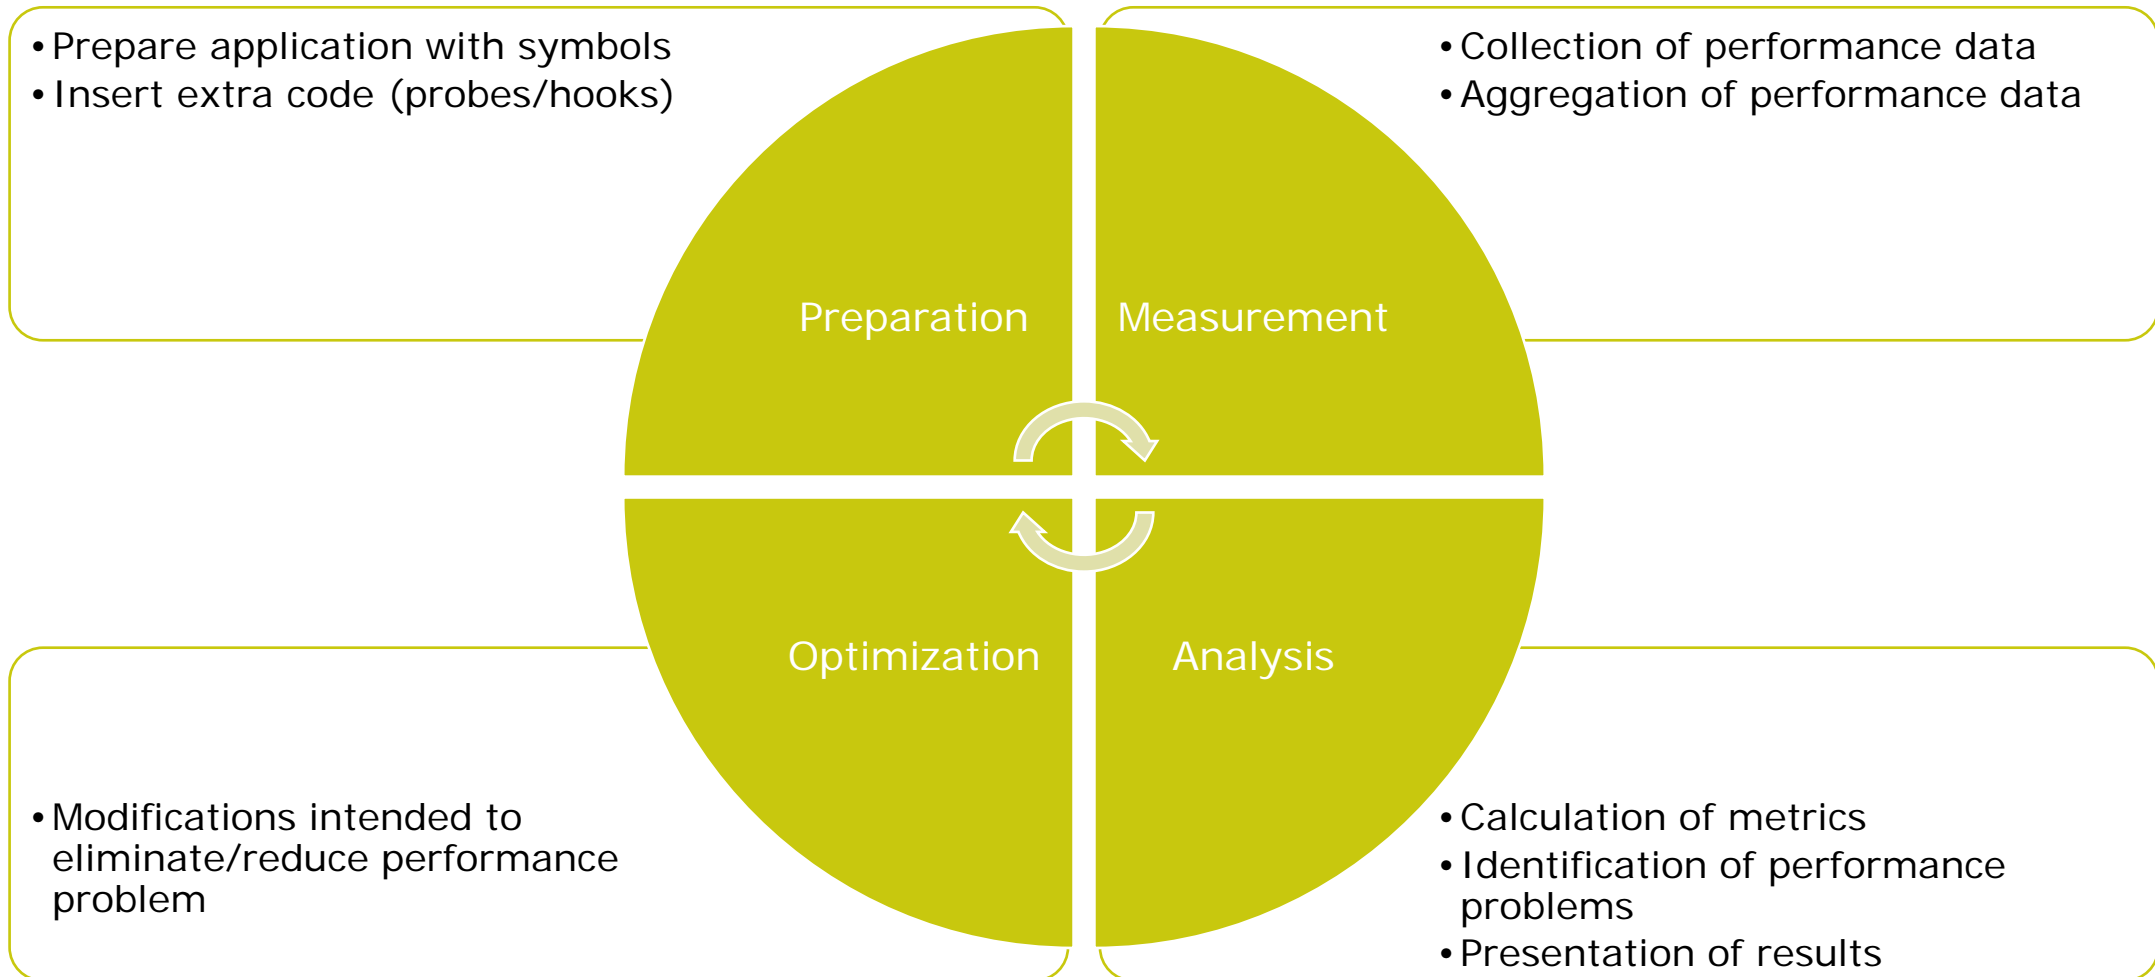 • Prepare application with symbols
• Insert extra code (probes/hooks)
• Collection of performance data
• Aggregation of performance data
Preparation
Measurement
Optimization
Analysis
• Modifications intended to
eliminate/reduce performance
problem
• Calculation of metrics
• Identification of performance
problems
• Presentation of results